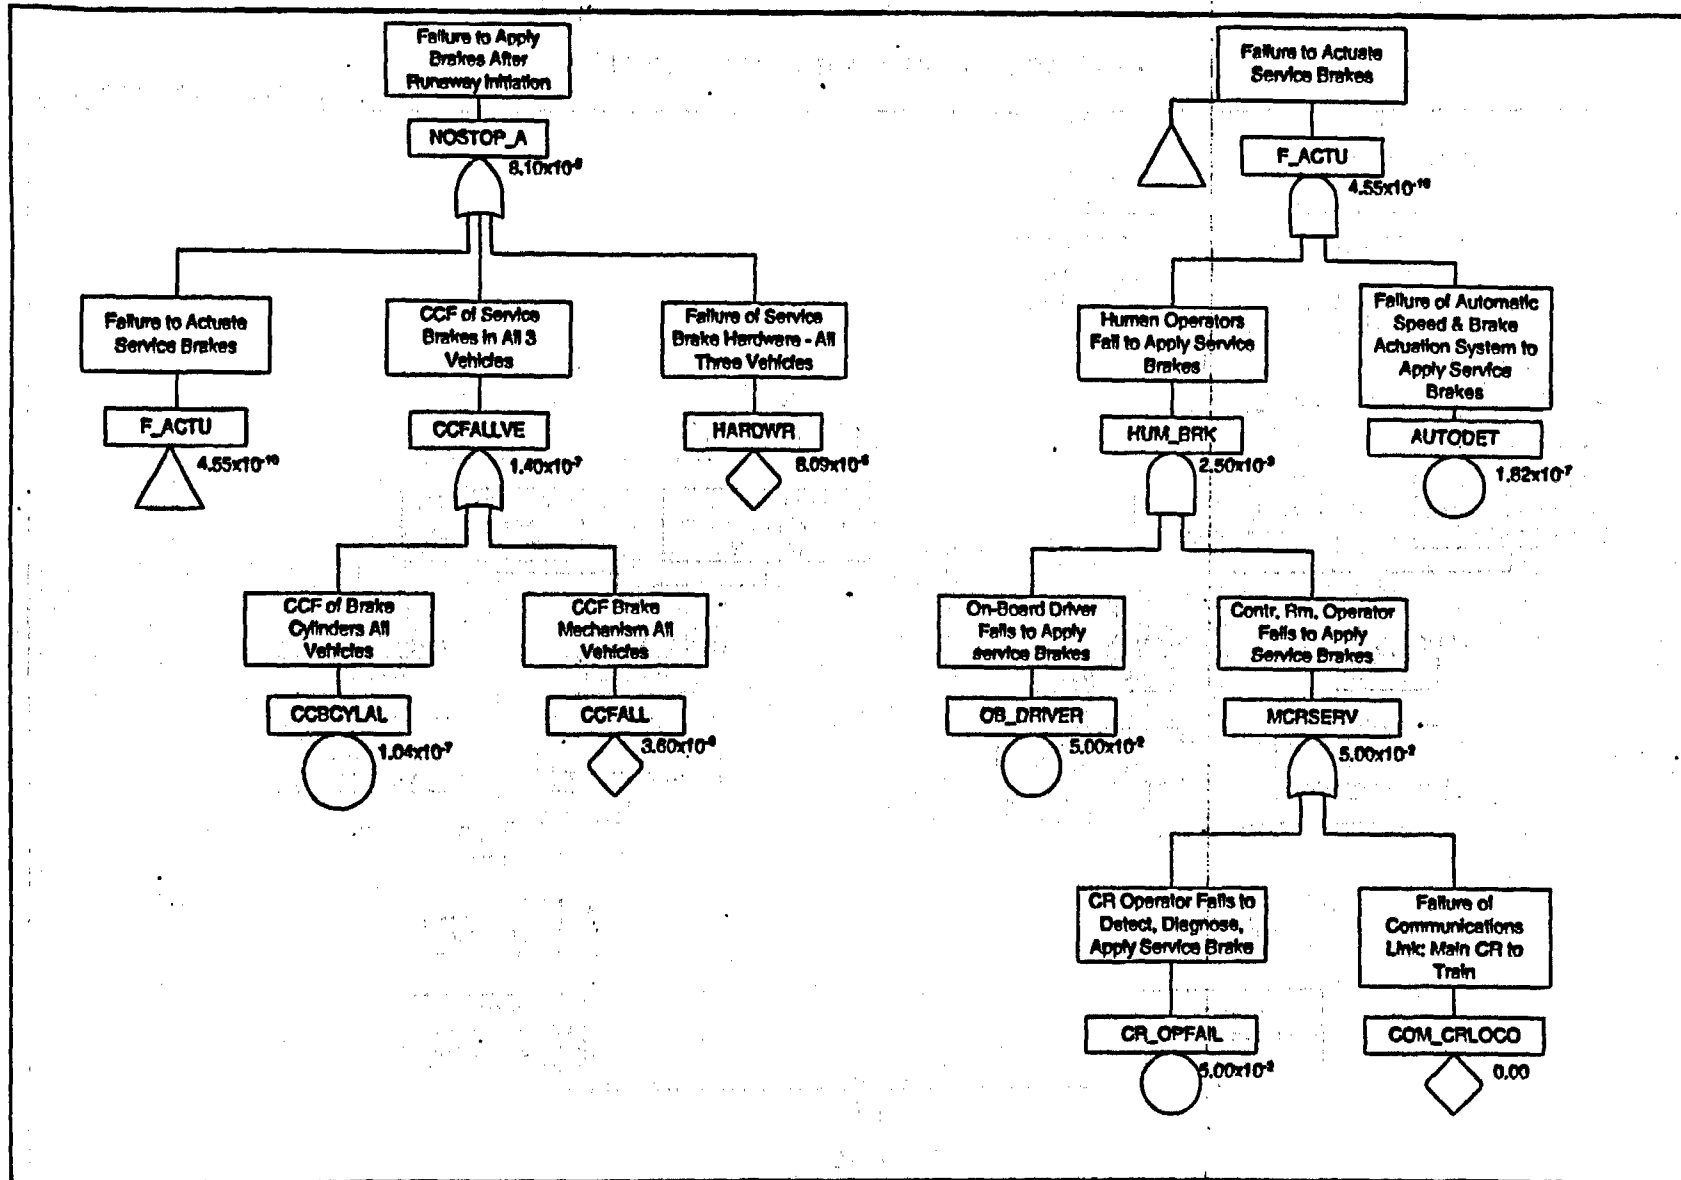 Failure to Apply
Brakes After
Runaway Initiation
NOSTOP_A
8.10x10⁻⁵
Failure to Actuate
Service Brakes
F_ACTU
4.55x10⁻¹⁰
CCF of Service
Brakes in All 3
Vehicles
CCFALLVE
1.40x10⁻⁷
Failure of Service
Brake Hardware - All
Three Vehicles
HARDWR
8.09x10⁻⁵
CCF of Brake
Cylinders All
Vehicles
CCBCYLAL
1.04x10⁻⁷
CCF Brake
Mechanism All
Vehicles
CCFALL
3.60x10⁻⁸
Failure to Actuate
Service Brakes
F_ACTU
4.55x10⁻¹⁰
Human Operators
Fail to Apply Service
Brakes
HUM_BRK
2.50x10⁻³
Failure of Automatic
Speed & Brake
Actuation System to
Apply Service
Brakes
AUTODET
1.82x10⁻⁷
On-Board Driver
Fails to Apply
service Brakes
OB_DRIVER
5.00x10⁻²
Contr. Rm. Operator
Fails to Apply
Service Brakes
MCRSERV
5.00x10⁻²
CR Operator Fails to
Detect, Diagnose,
Apply Service Brake
CR_OPFAIL
5.00x10⁻²
Failure of
Communications
Link: Main CR to
Train
COM_CRLOCO
0.00